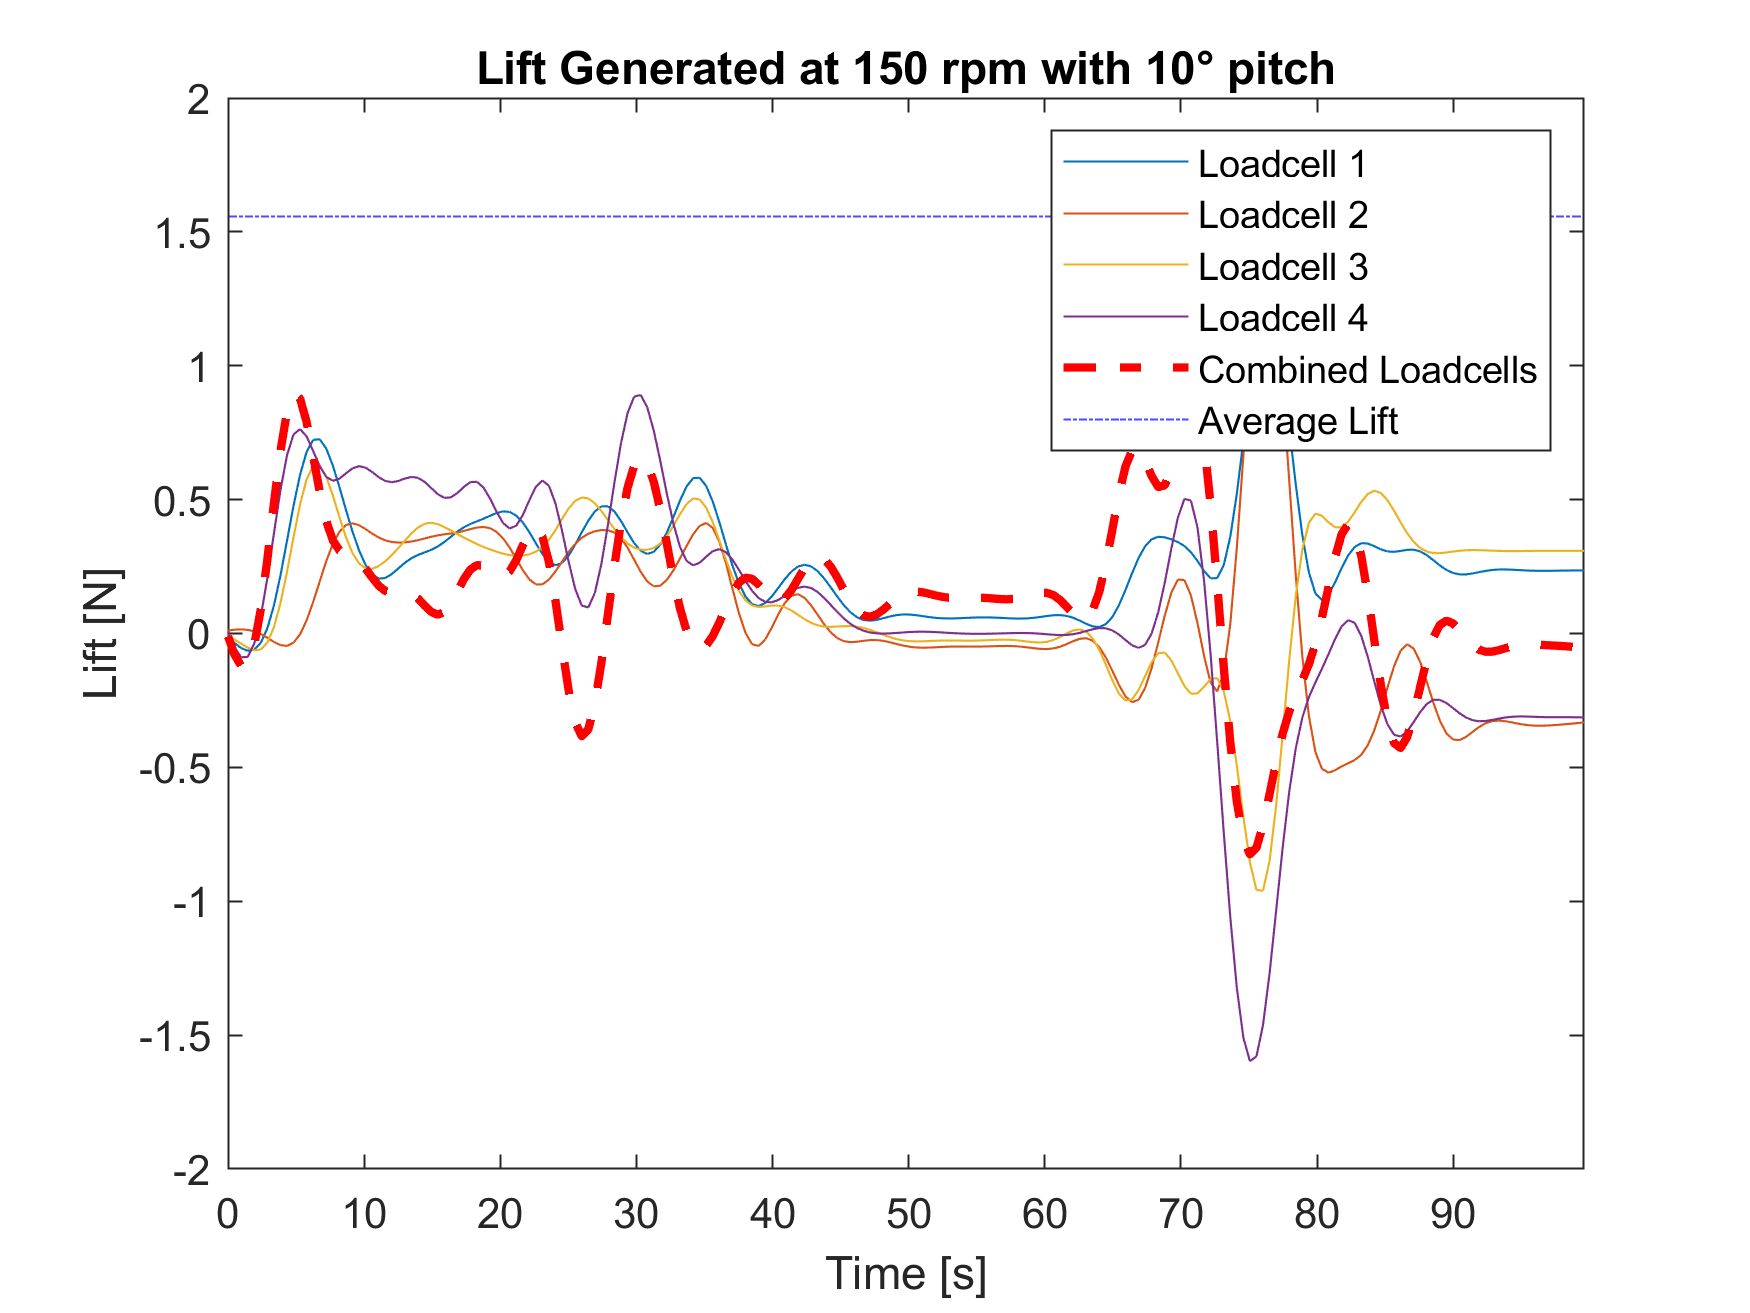 Lift Generated at 150 rpm with 10° pitch
2
1.5
1
0.5
0
-0.5
-1
-1.5
-2
Lift [N]
Loadcell 1
Loadcell 2
Loadcell 3
Loadcell 4
Combined Loadcells
Average Lift
0 10 20 30 40 50 60 70 80 90
Time [s]